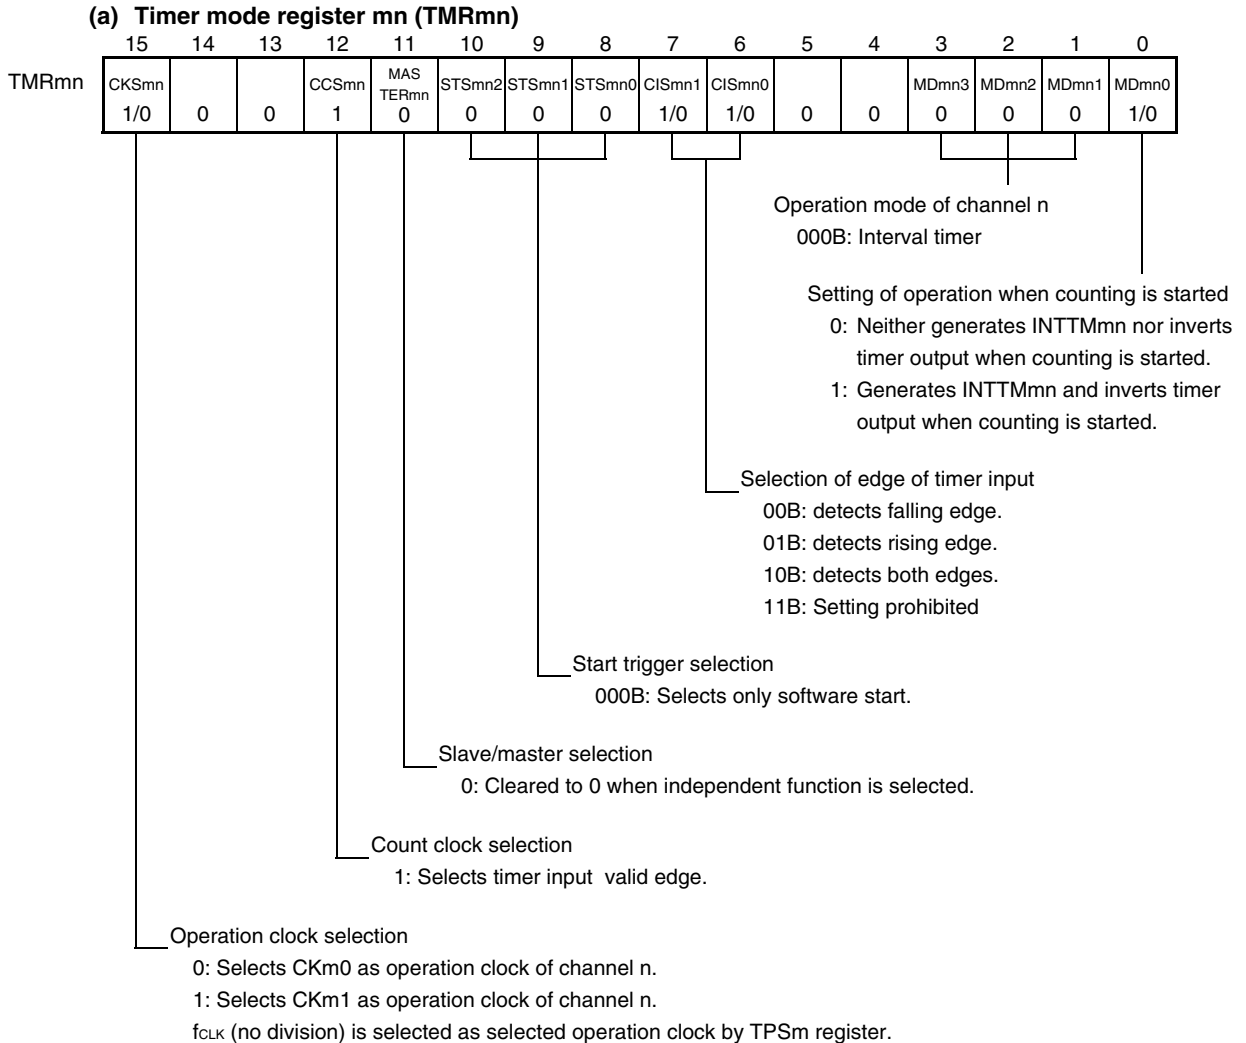 (a) Timer mode register mn (TMRmn)
15 14 13 12 11 10 9 8 7 6 5 4 3 2 1 0
TMRmn CKSmn CCSmn MAS TERmn STSmn2 STSmn1 STSmn0 CISmn1 CISmn0 MDmn3 MDmn2 MDmn1 MDmn0
1/0 0 0 1 0 0 0 0 1/0 1/0 0 0 0 0 0 1/0
Operation mode of channel n
000B: Interval timer
Setting of operation when counting is started
0: Neither generates INTTMmn nor inverts
timer output when counting is started.
1: Generates INTTMmn and inverts timer
output when counting is started.
Selection of edge of timer input
00B: detects falling edge.
01B: detects rising edge.
10B: detects both edges.
11B: Setting prohibited
Start trigger selection
000B: Selects only software start.
Slave/master selection
0: Cleared to 0 when independent function is selected.
Count clock selection
1: Selects timer input valid edge.
Operation clock selection
0: Selects CKm0 as operation clock of channel n.
1: Selects CKm1 as operation clock of channel n.
fCLK (no division) is selected as selected operation clock by TPSm register.